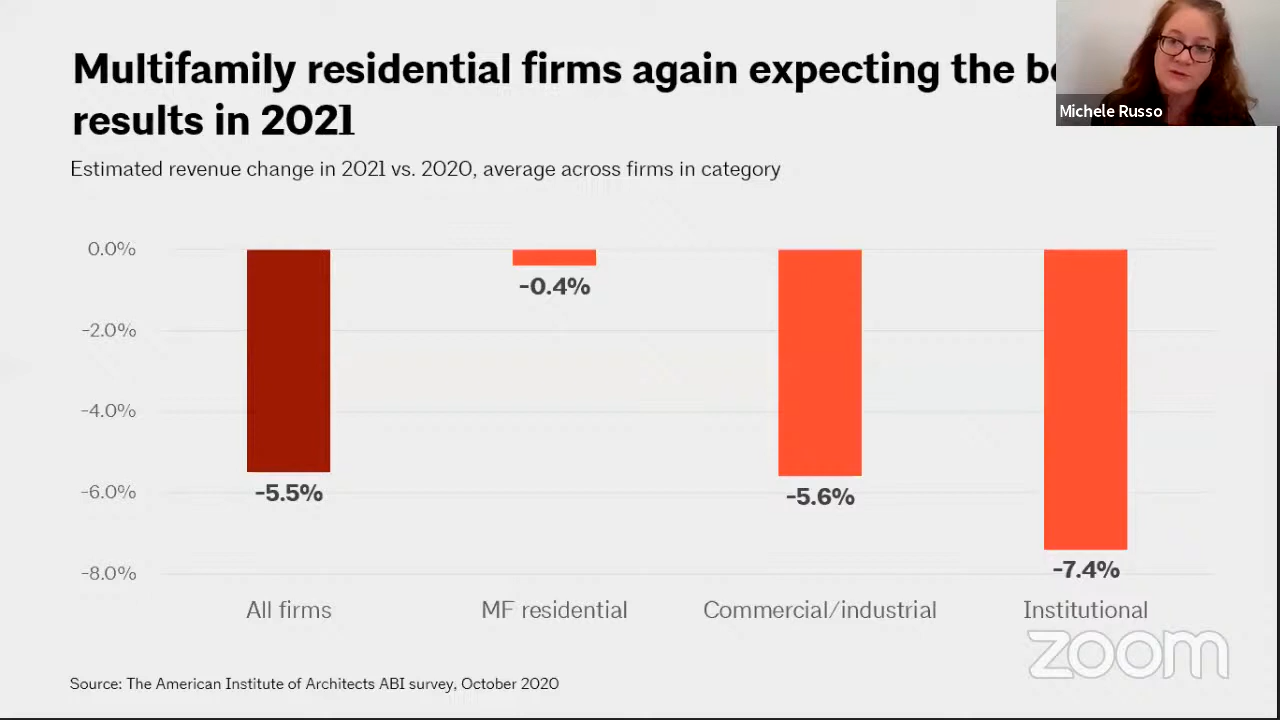 Multifamily residential firms again expecting the
results in 2021
Michele Russo
Estimated revenue change in 2021 vs. 2020, average across firms in category
0.0%
-2.0%
-4.0%
-6.0%
-8.0%
-5.5%
-0.4%
-5.6%
-7.4%
All firms MF residential Commercial/industrial Institutional
zoom
Source: The American Institute of Architects ABI survey, October 2020